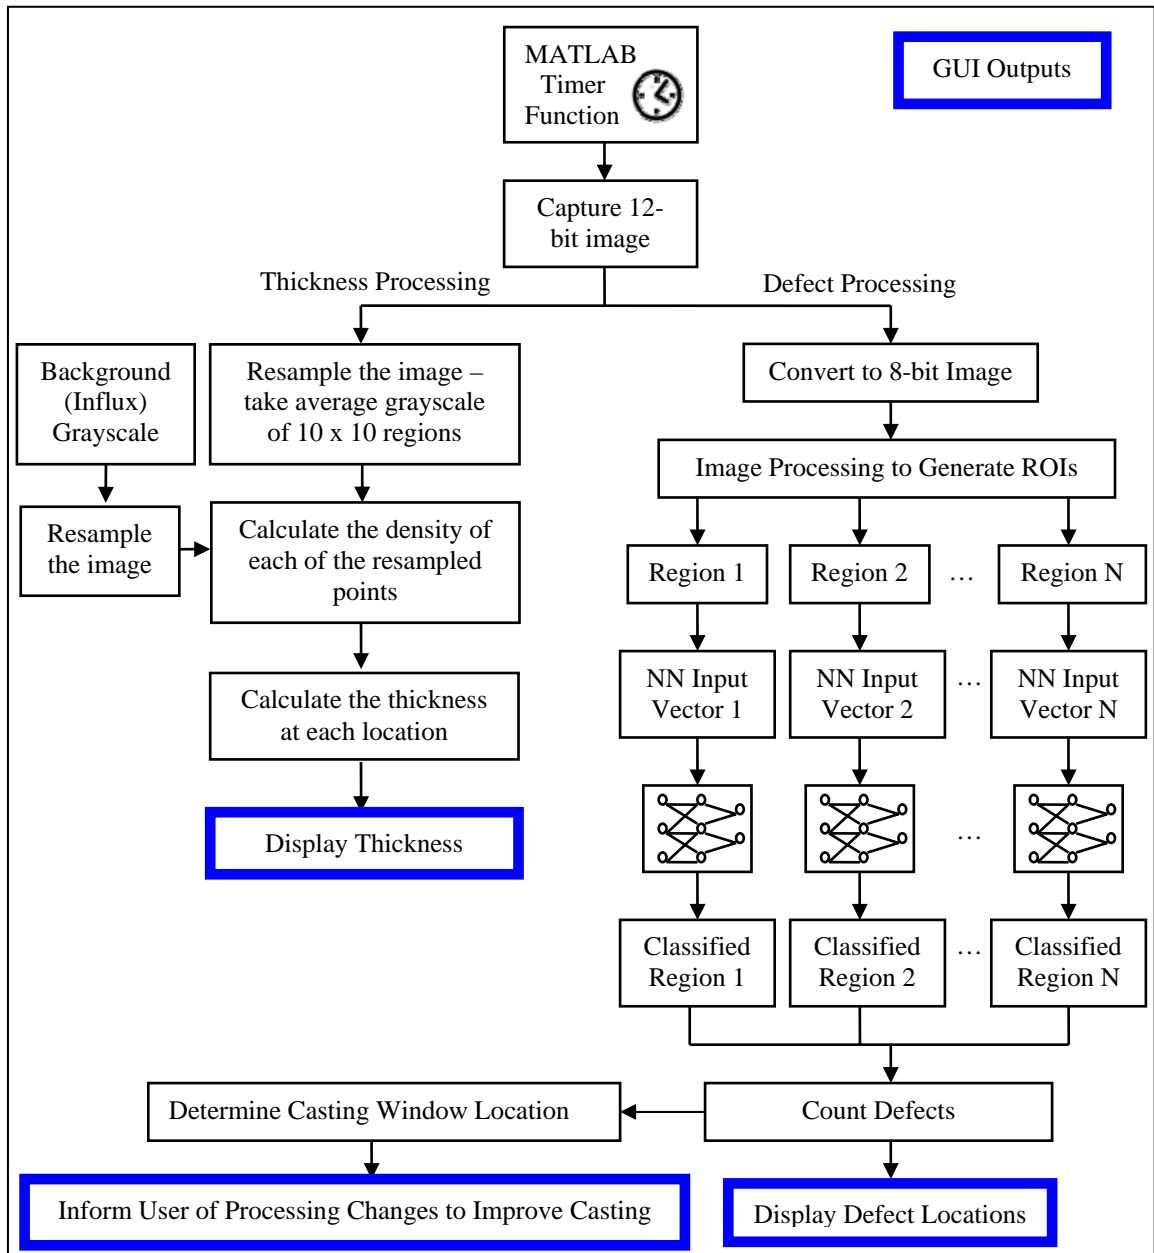 MATLAB
Timer
Function
GUI Outputs
Capture 12-
bit image
Thickness Processing
Defect Processing
Background
(Influx)
Grayscale
Resample the image –
take average grayscale
of 10 x 10 regions
Convert to 8-bit Image
Image Processing to Generate ROIs
Resample
the image
Calculate the density of
each of the resampled
points
Region 1
Region 2
…
Region N
Calculate the thickness
at each location
NN Input
Vector 1
NN Input
Vector 2
…
NN Input
Vector N
Display Thickness
…
Classified
Region 1
Classified
Region 2
…
Classified
Region N
Determine Casting Window Location
Count Defects
Inform User of Processing Changes to Improve Casting
Display Defect Locations